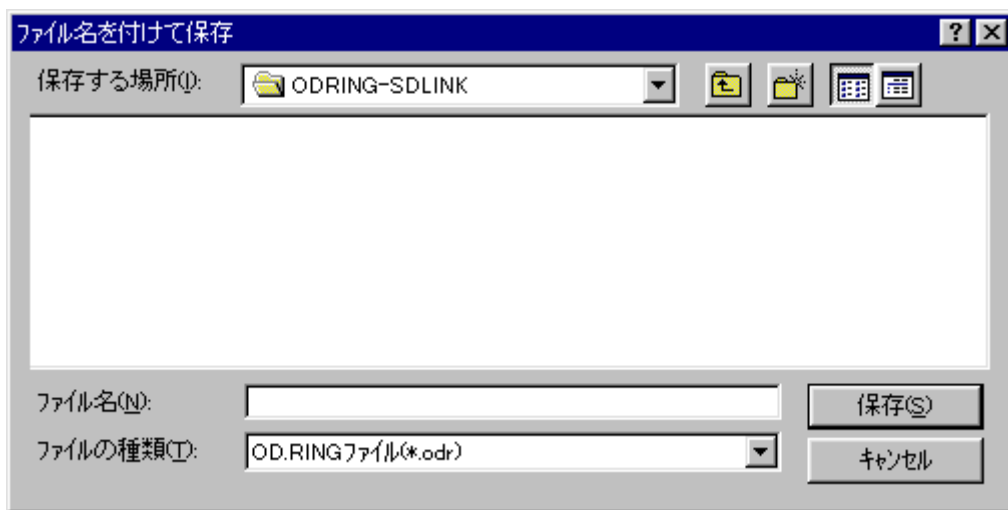 ファイル名を付けて保存
保存する場所(I):
ODRING-SDLINK
ファイル名(N):
保存(S)
ファイルの種類(T):
OD.RINGファイル(*.odr)
キャンセル